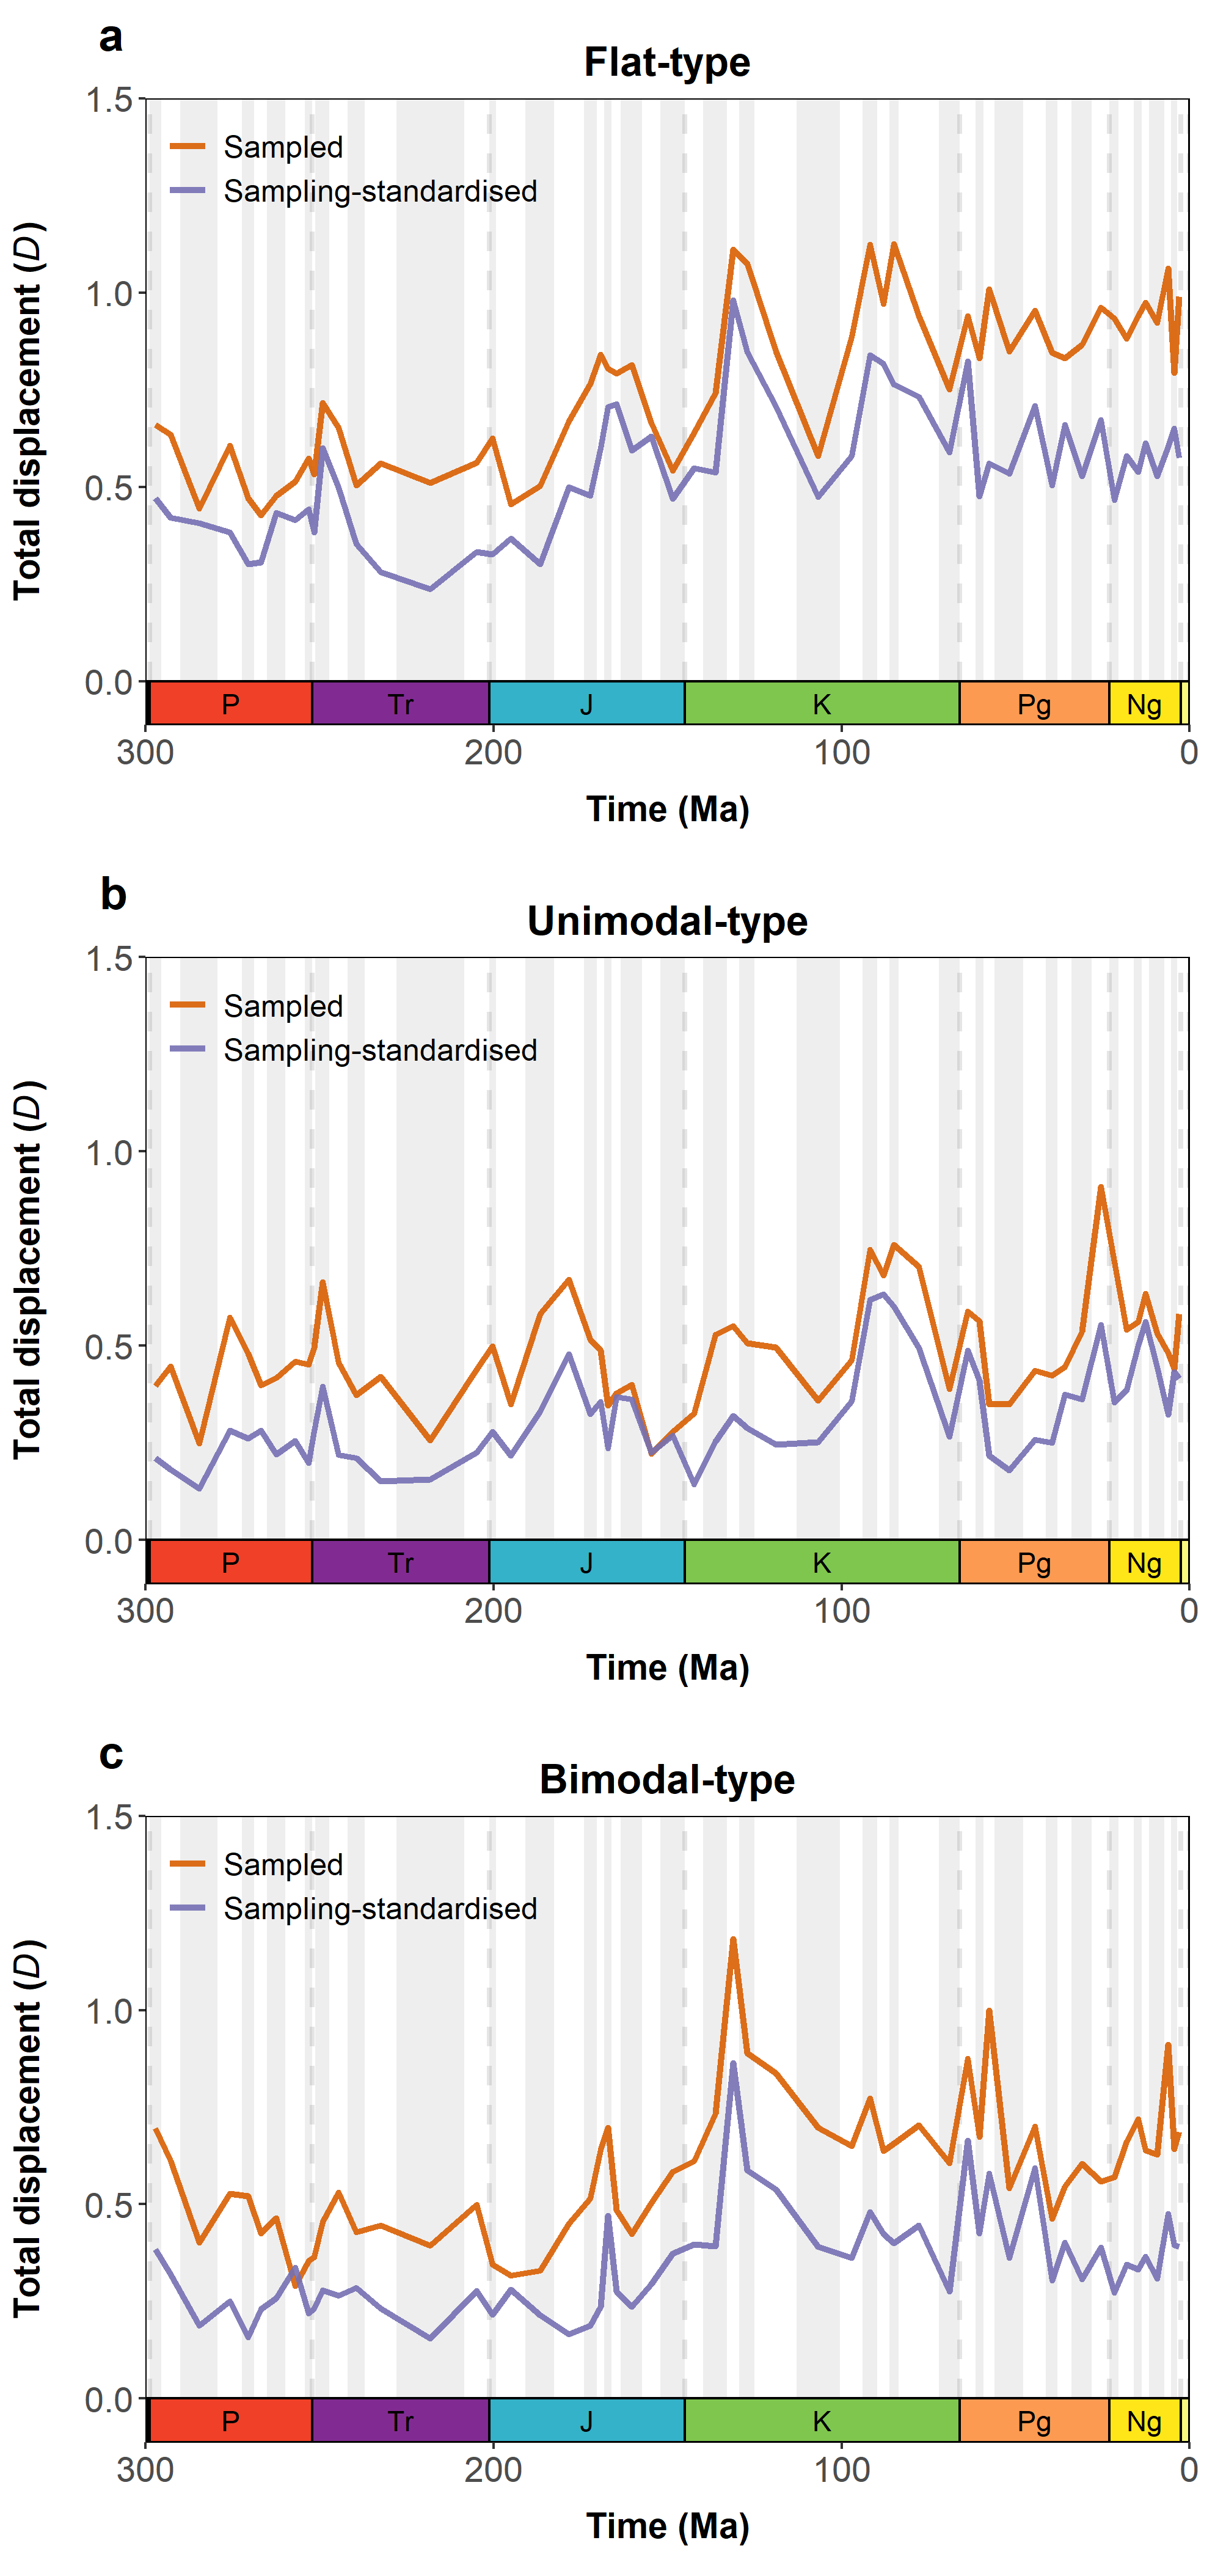 a
Flat-type
1.5
Sampled
Sampling-standardised
1.0
Total displacement (D)
0.5
0.0
P Tr J K Pg Ng
300 200 100 0
Time (Ma)
b
Unimodal-type
1.5
Sampled
Sampling-standardised
1.0
Total displacement (D)
0.5
0.0
P Tr J K Pg Ng
300 200 100 0
Time (Ma)
c
Bimodal-type
1.5
Sampled
Sampling-standardised
1.0
Total displacement (D)
0.5
0.0
P Tr J K Pg Ng
300 200 100 0
Time (Ma)